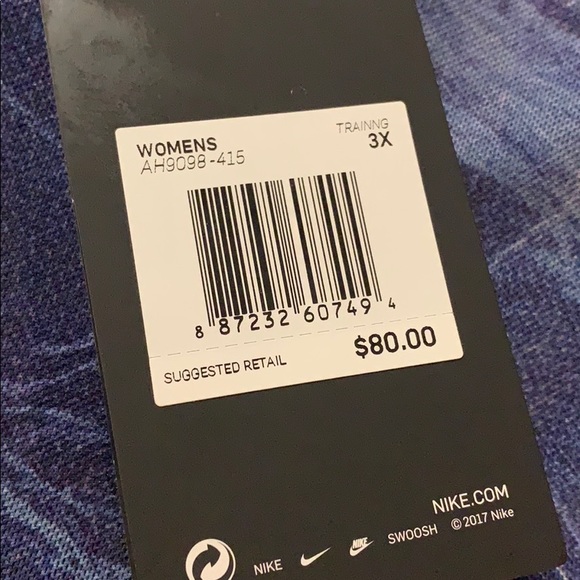 WOMENS TRAINNG
AH9098-415 3X
8 87232 60749 4
SUGGESTED RETAIL $80.00
NIKE.COM
NIKE NIKE SWOOSH © 2017 Nike